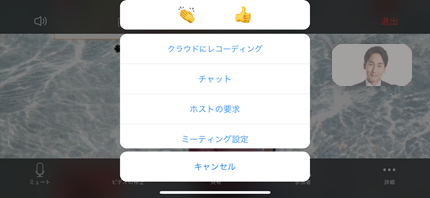 退出
クラウドにレコーディング
チャット
ホストの要求
ミーティング設定
キャンセル
ミュート
詳細